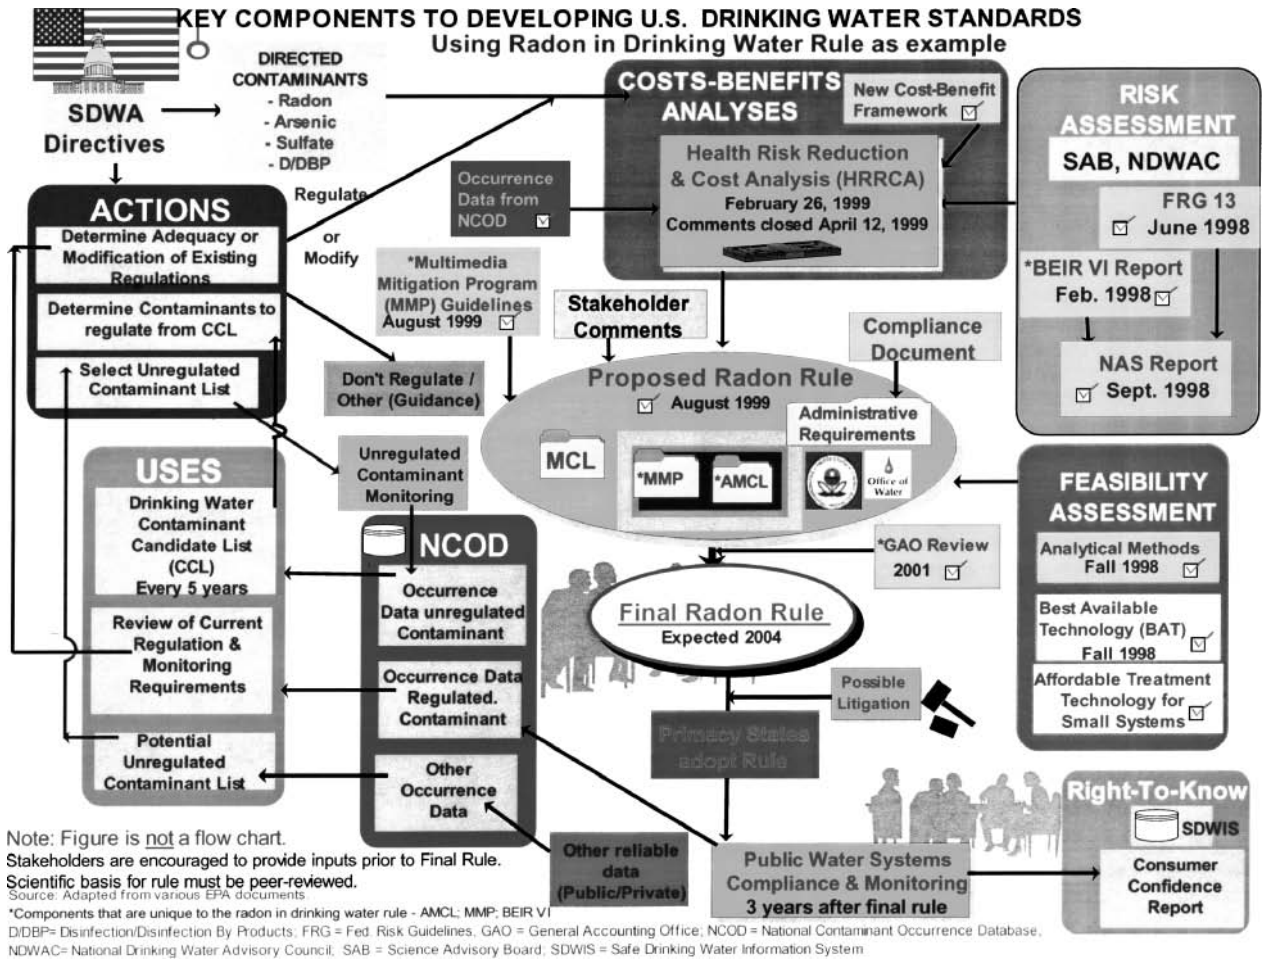 KEY COMPONENTS TO DEVELOPING U.S. DRINKING WATER STANDARDS
Using Radon in Drinking Water Rule as example
SDWA
Directives
DIRECTED
CONTAMINANTS
- Radon
- Arsenic
- Sulfate
- D/DBP
Regulate
or
Modify
ACTIONS
Determine Adequacy or
Modification of Existing
Regulations
Determine Contaminants to
regulate from CCL
Select Unregulated
Contaminant List
COSTS-BENEFITS
ANALYSES
New Cost-Benefit
Framework
Health Risk Reduction
& Cost Analysis (HRRCA)
February 26, 1999
Comments closed April 12, 1999
Occurrence
Data from
NCOD
RISK
ASSESSMENT
SAB, NDWAC
FRG 13
June 1998
*BEIR VI Report
Feb. 1998
NAS Report
Sept. 1998
*Multimedia
Mitigation Program
(MMP) Guidelines
August 1999
Stakeholder
Comments
Compliance
Document
Don't Regulate /
Other (Guidance)
Proposed Radon Rule
August 1999
Administrative
Requirements
MCL
*MMP
*AMCL
Office of
Water
Unregulated
Contaminant
Monitoring
USES
Drinking Water
Contaminant
Candidate List
(CCL)
Every 5 years
Review of Current
Regulation &
Monitoring
Requirements
Potential
Unregulated
Contaminant List
NCOD
Occurrence
Data unregulated
Contaminant
Occurrence Data
Regulated.
Contaminant
Other
Occurrence
Data
FEASIBILITY
ASSESSMENT
Analytical Methods
Fall 1998
Best Available
Technology (BAT)
Fall 1998
Affordable Treatment
Technology for
Small Systems
*GAO Review
2001
Final Radon Rule
Expected 2004
Possible
Litigation
Primacy States
adopt Rule
Other reliable
data
(Public/Private)
Public Water Systems
Compliance & Monitoring
3 years after final rule
Right-To-Know
SDWIS
Consumer
Confidence
Report
Note: Figure is not a flow chart.
Stakeholders are encouraged to provide inputs prior to Final Rule.
Scientific basis for rule must be peer-reviewed.
Source: Adapted from various EPA documents.
*Components that are unique to the radon in drinking water rule - AMCL; MMP; BEIR VI
D/DBP= Disinfection/Disinfection By Products; FRG = Fed. Risk Guidelines, GAO = General Accounting Office; NCOD = National Contaminant Occurrence Database,
NDWAC= National Drinking Water Advisory Council; SAB = Science Advisory Board; SDWIS = Safe Drinking Water Information System